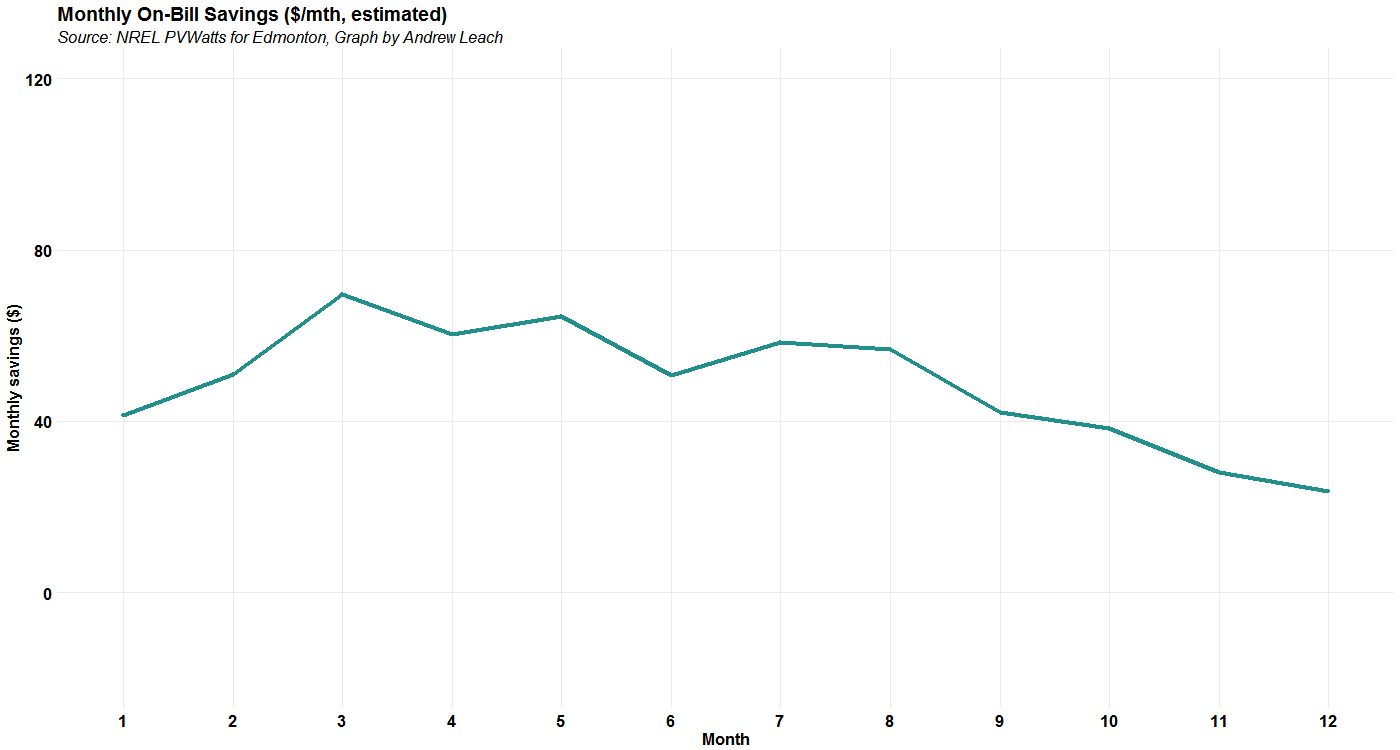 Monthly On-Bill Savings ($/mth, estimated)
Source: NREL PVWatts for Edmonton, Graph by Andrew Leach
120
80
40
0
Monthly savings ($)
1 2 3 4 5 6 7 8 9 10 11 12
Month